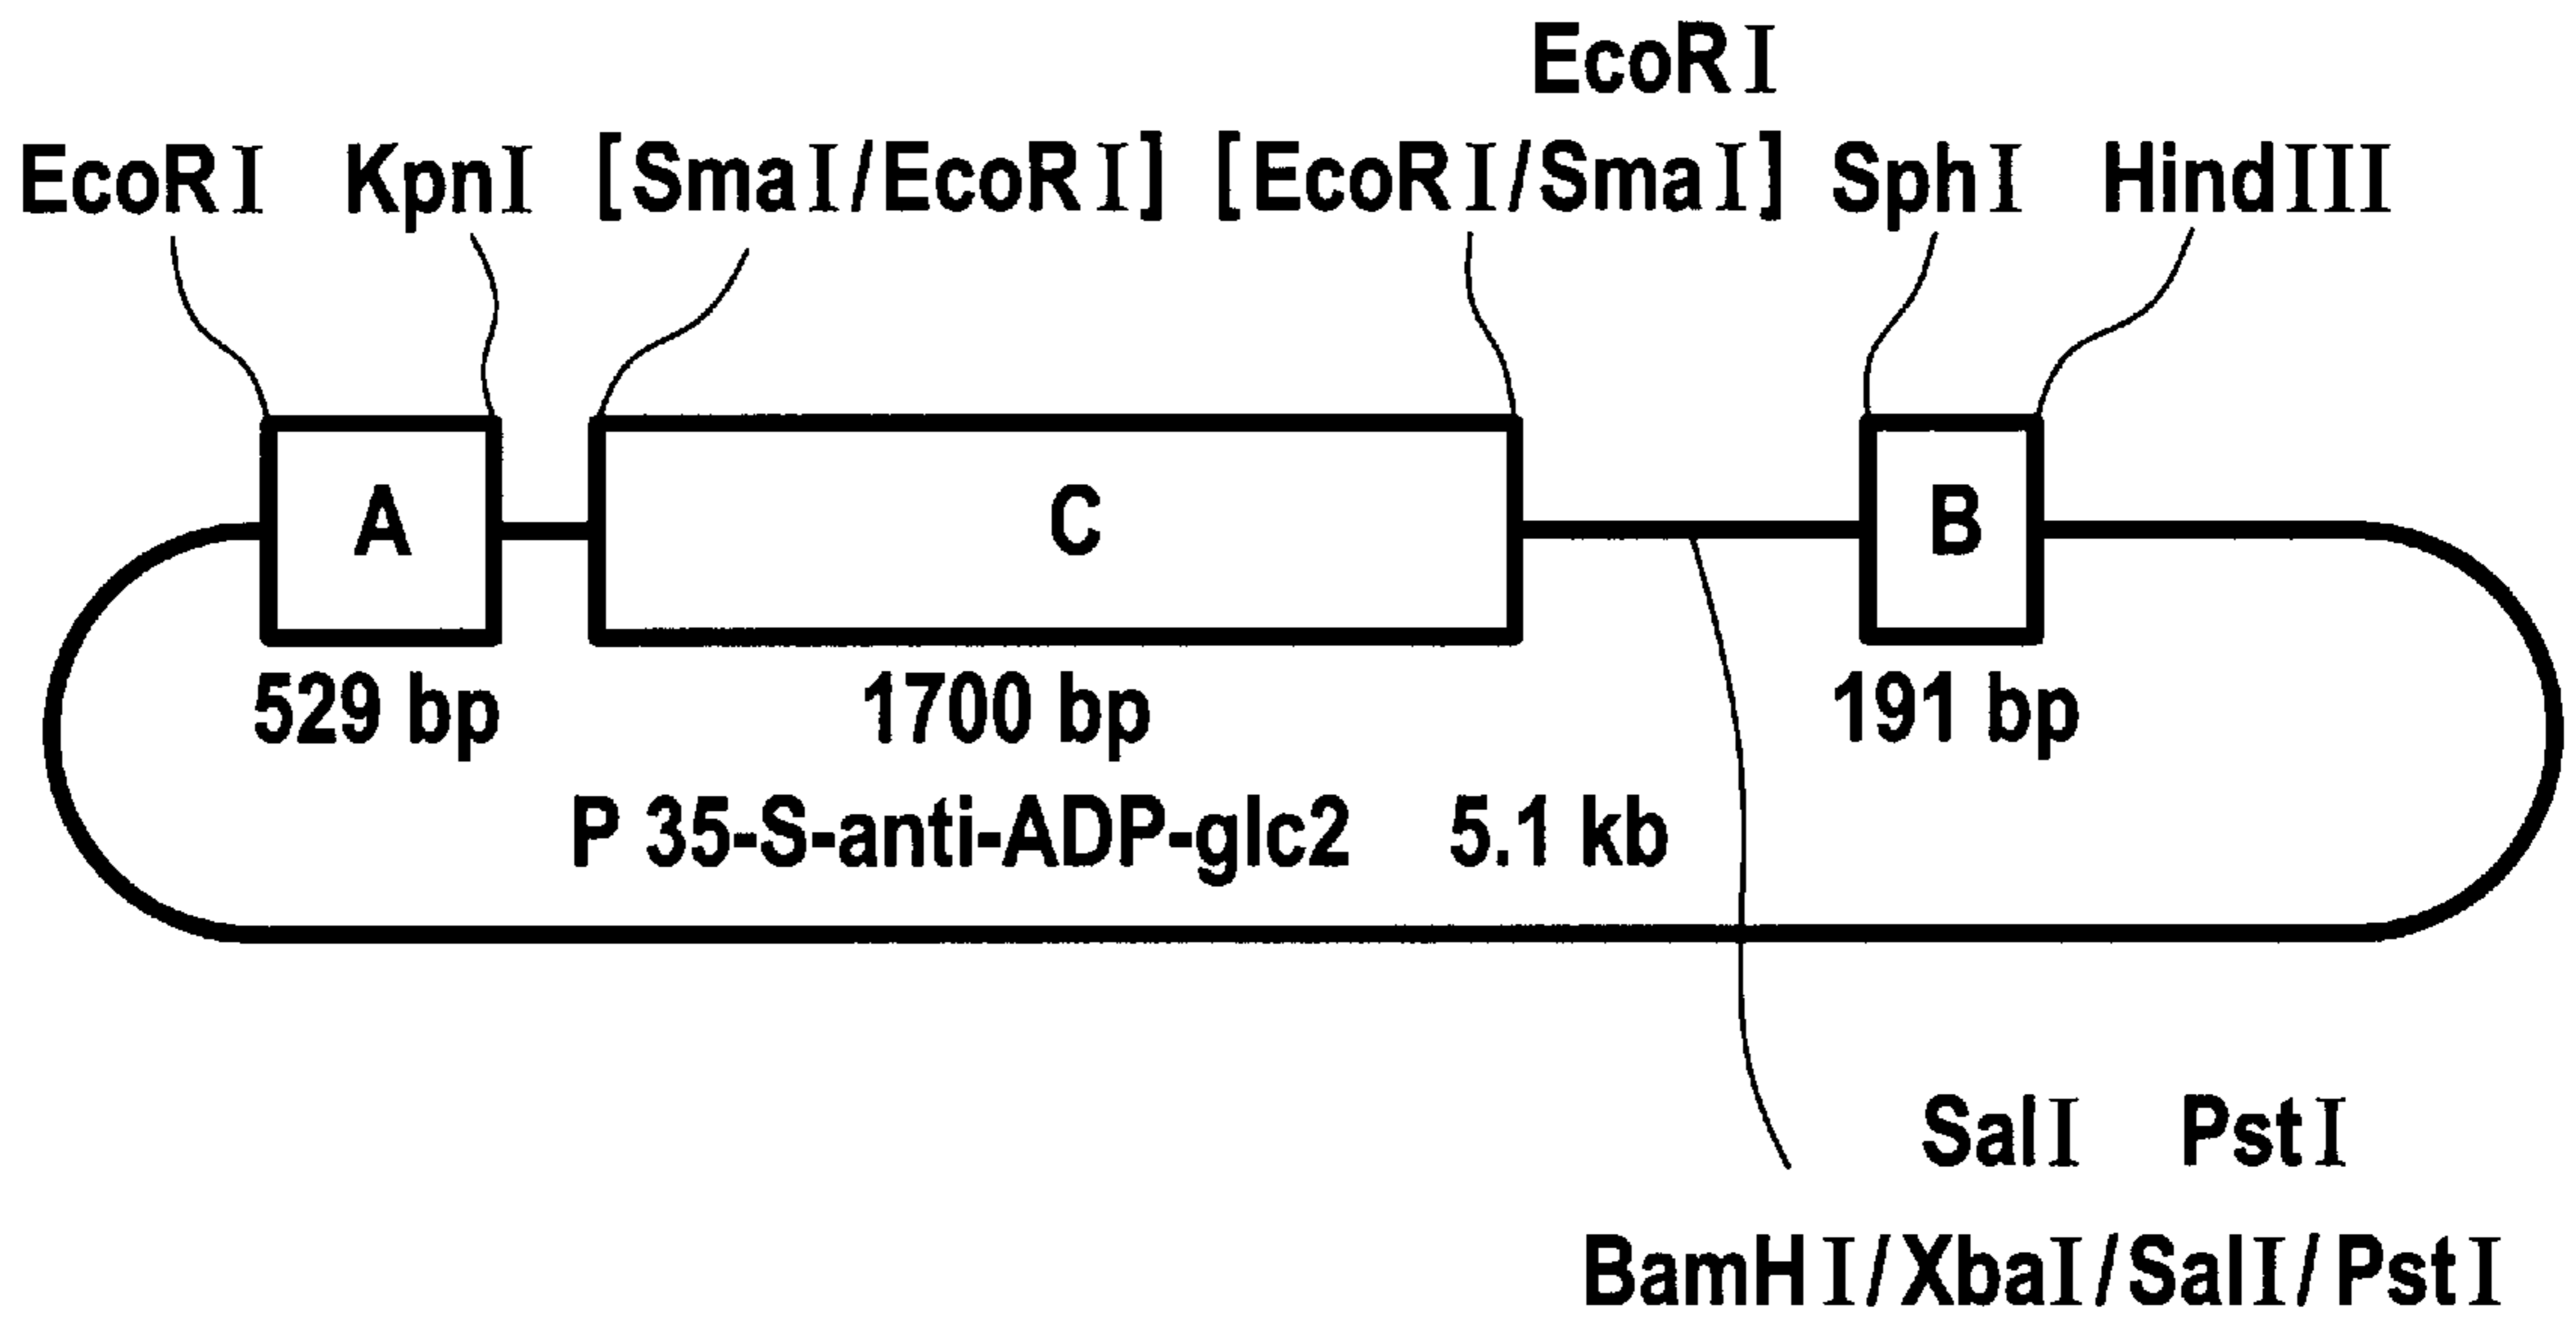 EcoRI
EcoRI KpnI [SmaI/EcoRI] [EcoRI/SmaI] SphI HindIII
A C B
529 bp 1700 bp 191 bp
P 35-S-anti-ADP-glc2 5.1 kb
SalI PstI
BamHI/XbaI/SalI/PstI